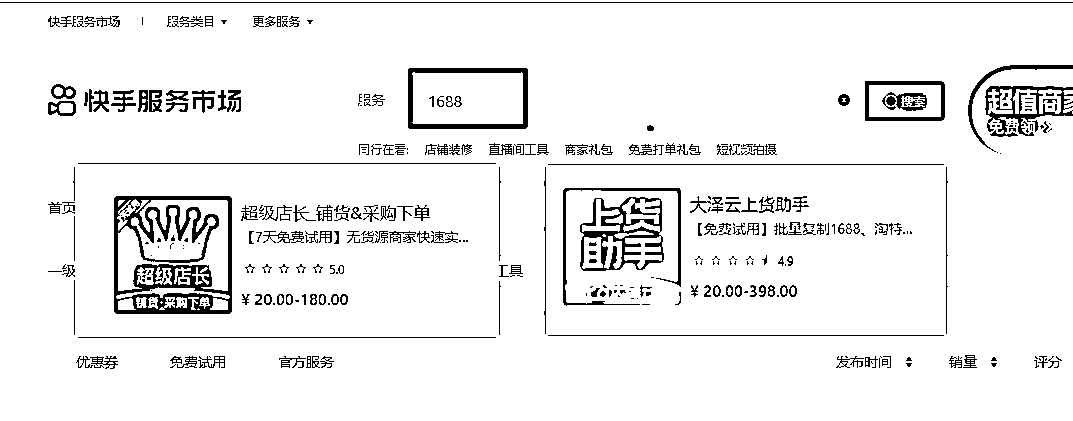 快手服务市场 服务类目 更多服务
快手服务市场 服务 1688 搜索 超值商家
免费领
同行在看: 店铺装修 直播间工具 商家礼包 免费打单礼包 短视频拍摄
首页
超级店长_铺货&采购下单
【7天免费试用】无货源商家快速实...
5.0
¥ 20.00-180.00
超级店长
铺货·采购下单
大泽云上货助手
【免费试用】批量复制1688、淘特...
4.9
¥ 20.00-398.00
上货
助手
一级
工具
优惠券 免费试用 官方服务 发布时间 销量 评分